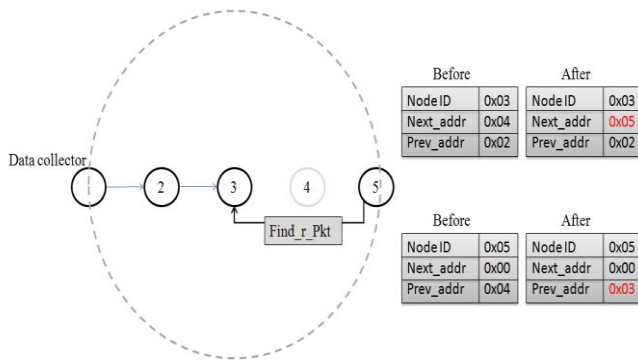 Before After
Node ID 0x03 Node ID 0x03
Next_addr 0x04 Next_addr 0x05
Prev_addr 0x02 Prev_addr 0x02
Data collector
2 3 4 5
Find_r_Pkt
Before After
Node ID 0x05 Node ID 0x05
Next_addr 0x00 Next_addr 0x00
Prev_addr 0x04 Prev_addr 0x03